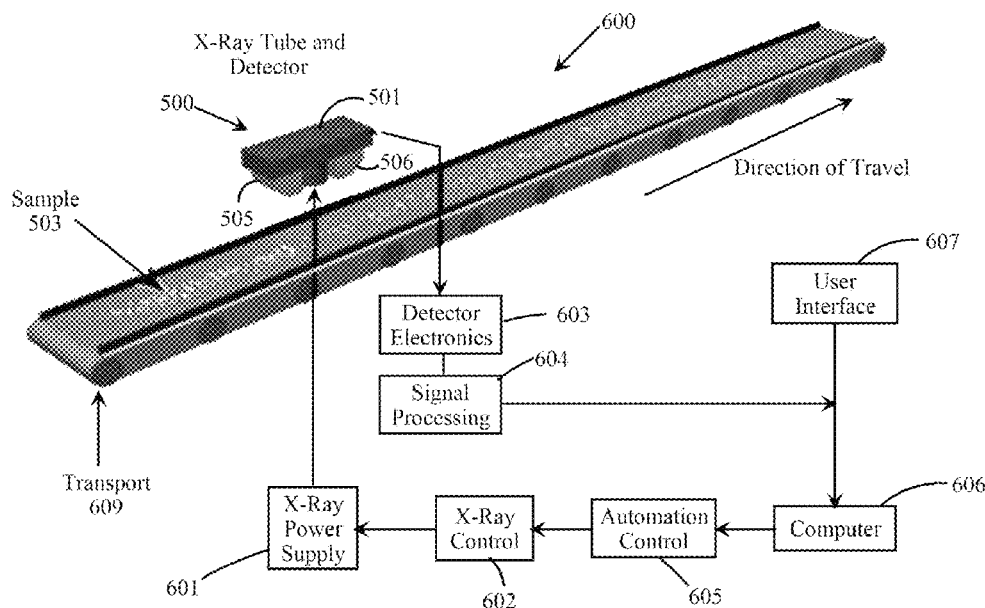 600
X-Ray Tube and
Detector
501
500
506
505
Direction of Travel
Sample
503
607
User
Interface
Detector
Electronics
603
604
Signal
Processing
Transport
609
X-Ray
Power
Supply
601
X-Ray
Control
602
Automation
Control
605
Computer
606